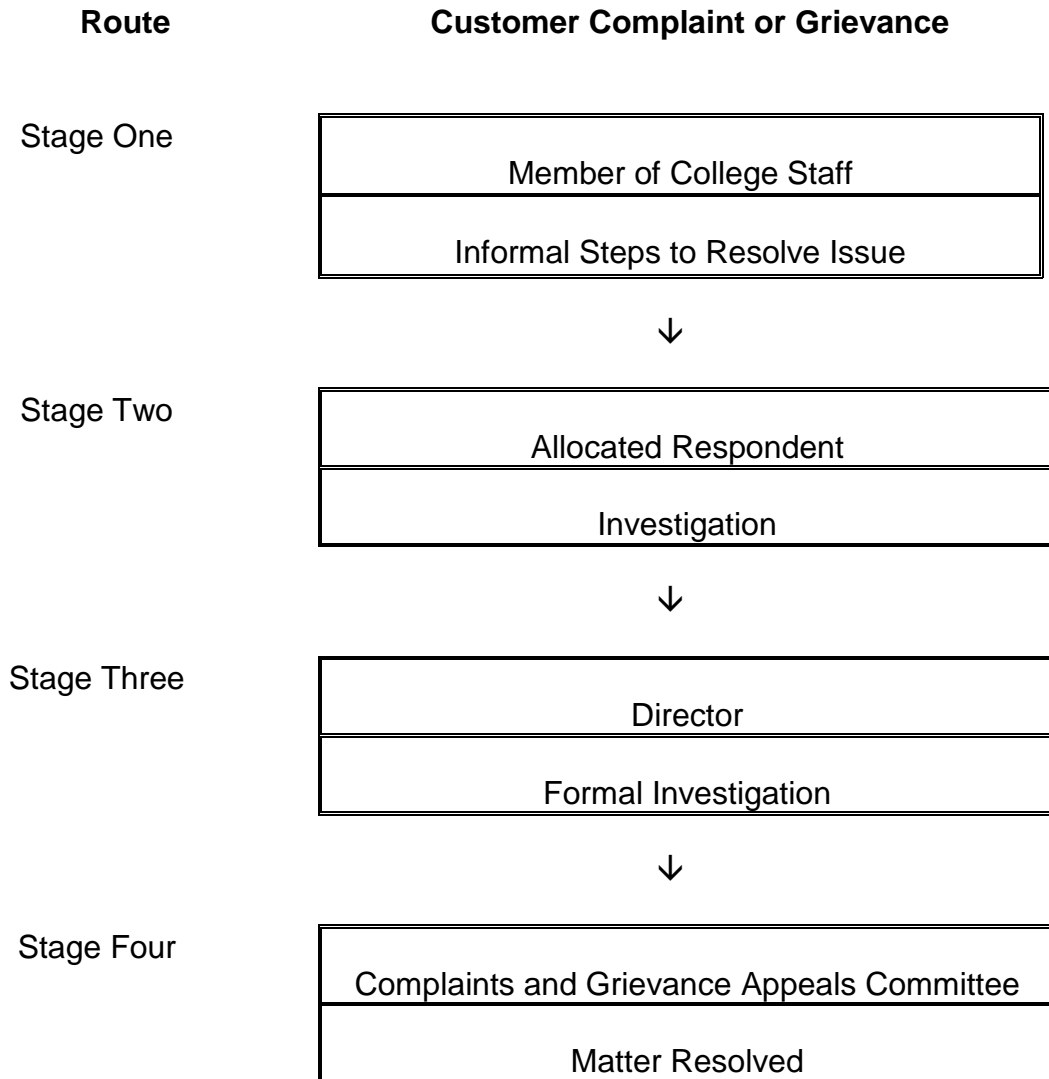 Route Customer Complaint or Grievance
Stage One
Member of College Staff
Informal Steps to Resolve Issue
↓
Stage Two
Allocated Respondent
Investigation
↓
Stage Three
Director
Formal Investigation
↓
Stage Four
Complaints and Grievance Appeals Committee
Matter Resolved